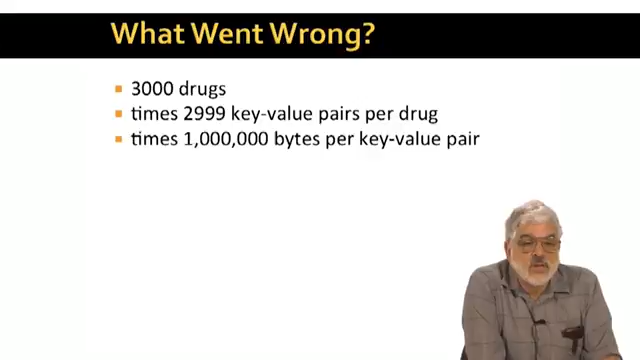 What Went Wrong?
3000 drugs
times 2999 key-value pairs per drug
times 1,000,000 bytes per key-value pair